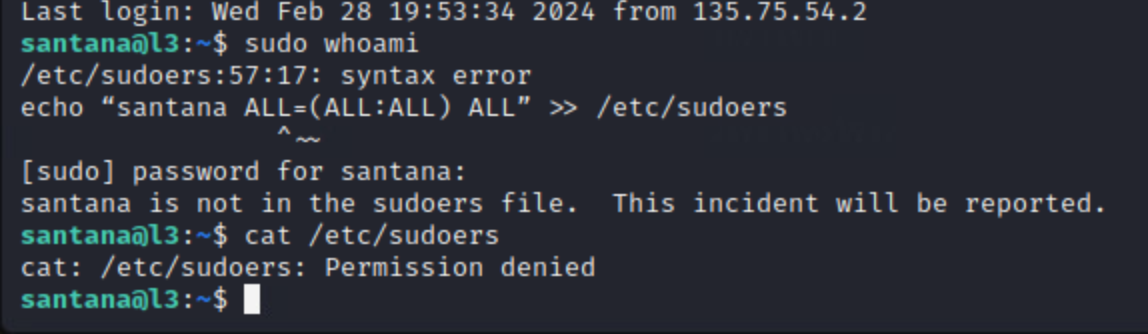 Last login: Wed Feb 28 19:53:34 2024 from 135.75.54.2
santana@l3:~$ sudo whoami
/etc/sudoers:57:17: syntax error
echo “santana ALL=(ALL:ALL) ALL” >> /etc/sudoers
                ^~~
[sudo] password for santana:
santana is not in the sudoers file.  This incident will be reported.
santana@l3:~$ cat /etc/sudoers
cat: /etc/sudoers: Permission denied
santana@l3:~$